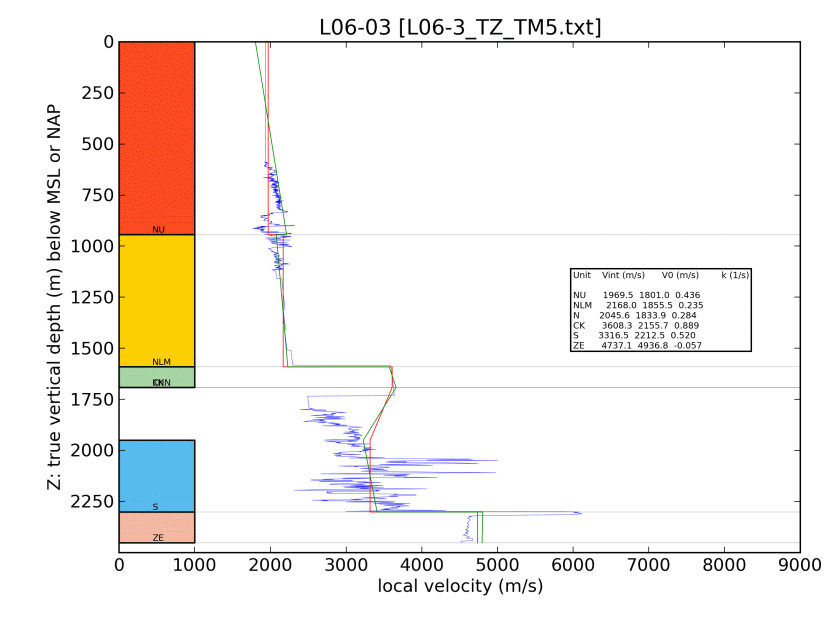 L06-03 [L06-3_TZ_TM5.txt]
Z: true vertical depth (m) below MSL or NAP
0
250
500
750
1000
1250
1500
1750
2000
2250
NU
NLM
S
ZE
Unit Vint (m/s) V0 (m/s) k (1/s)
NU 1969.5 1801.0 0.436
NLM 2168.0 1855.5 0.235
N 2045.6 1833.9 0.284
CK 3608.3 2155.7 0.889
S 3316.5 2212.5 0.520
ZE 4737.1 4936.8 -0.057
0 1000 2000 3000 4000 5000 6000 7000 8000 9000
local velocity (m/s)